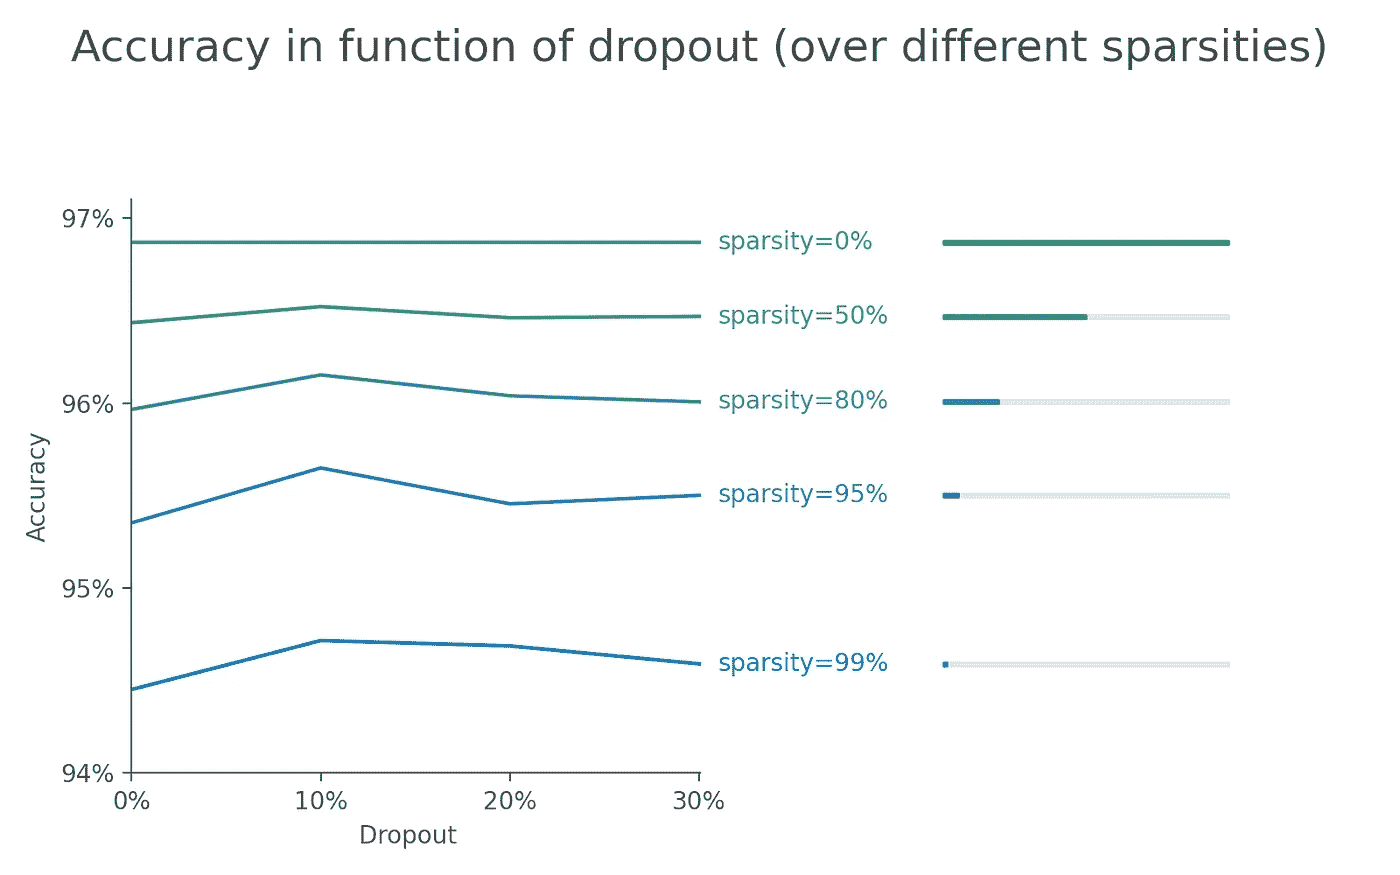 Accuracy in function of dropout (over different sparsities)
97%
96%
95%
94%
Accuracy
0%
10%
20%
30%
Dropout
sparsity=0%
sparsity=50%
sparsity=80%
sparsity=95%
sparsity=99%